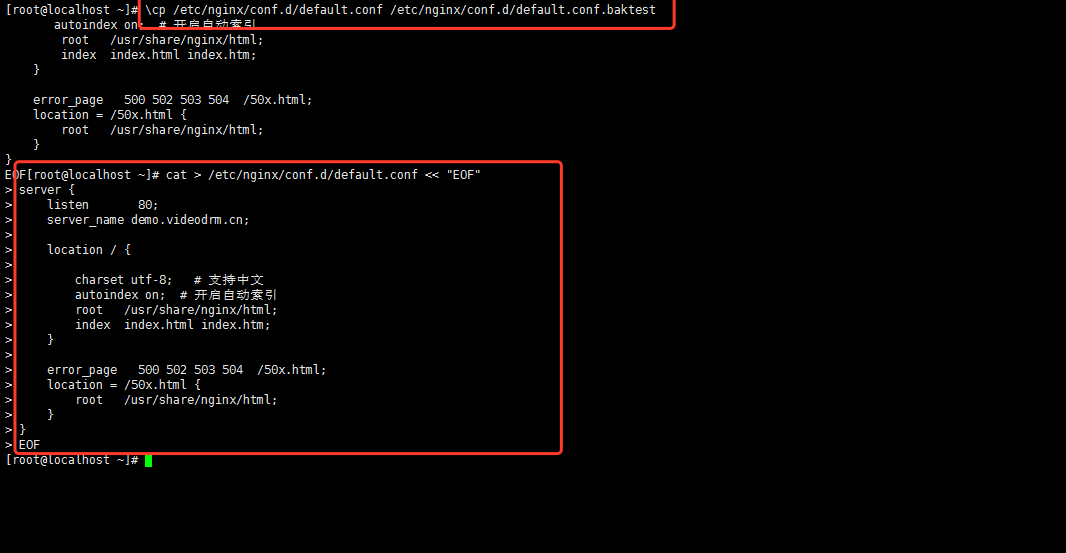 [root@localhost ~]# \cp /etc/nginx/conf.d/default.conf /etc/nginx/conf.d/default.conf.baktest
       autoindex on;  # 开启自动索引
        root   /usr/share/nginx/html;
        index  index.html index.htm;
    }

    error_page   500 502 503 504  /50x.html;
    location = /50x.html {
        root   /usr/share/nginx/html;
    }
}
EOF[root@localhost ~]# cat > /etc/nginx/conf.d/default.conf << "EOF"
> server {
>     listen       80;
>     server_name demo.videodrm.cn;
>
>     location / {
>
>         charset utf-8;   # 支持中文
>         autoindex on;  # 开启自动索引
>         root   /usr/share/nginx/html;
>         index  index.html index.htm;
>     }
>
>     error_page   500 502 503 504  /50x.html;
>     location = /50x.html {
>         root   /usr/share/nginx/html;
>     }
> }
> EOF
[root@localhost ~]#